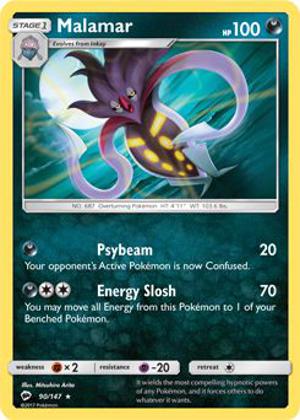 STAGE 1
Malamar
HP 100
Evolves from Inkay
NO. 687 Overturning Pokémon HT: 4'11" WT: 103.6 lbs.
Psybeam 20
Your opponent's Active Pokémon is now Confused.
Energy Slosh 70
You may move all Energy from this Pokémon to 1 of your
Benched Pokémon.
weakness × 2 resistance -20 retreat
Illus. Mitsuhiro Arita
90/147 ★
©2017 Pokémon
It wields the most compelling hypnotic powers
of any Pokémon, and it forces others to do
whatever it wants.